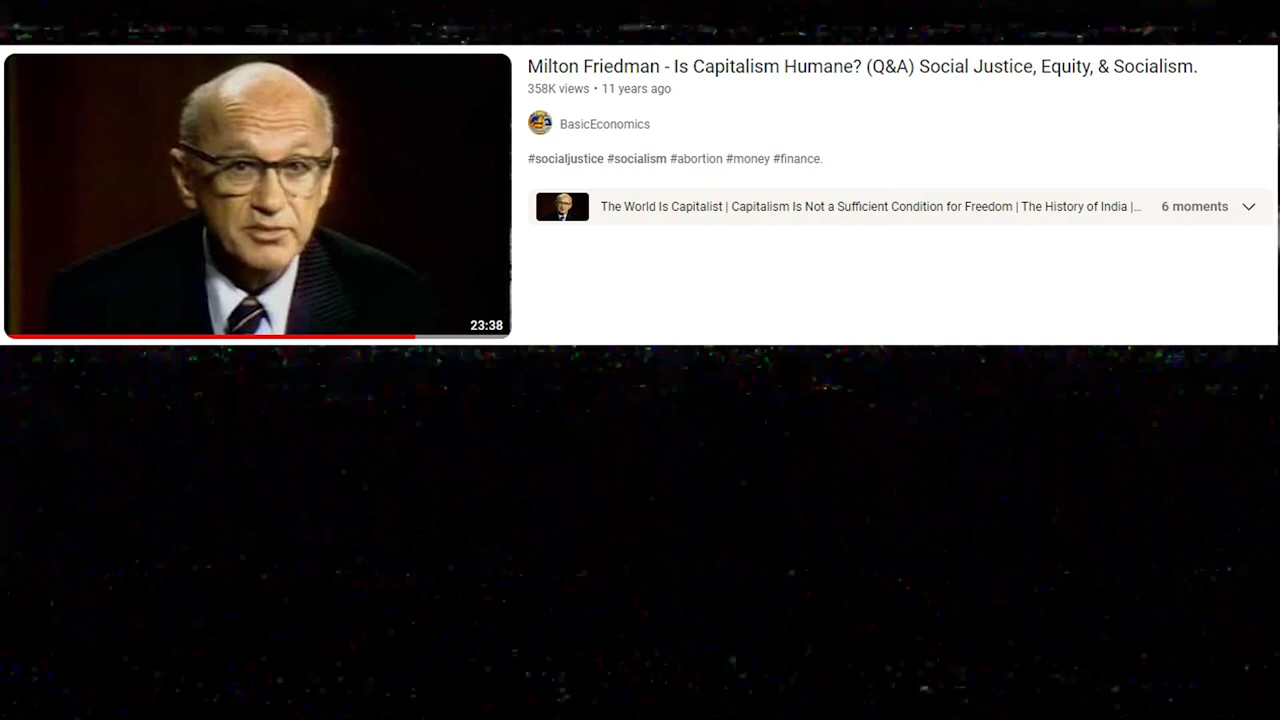 Milton Friedman - Is Capitalism Humane? (Q&A) Social Justice, Equity, & Socialism.
358K views • 11 years ago
BasicEconomics
#socialjustice #socialism #abortion #money #finance.
The World Is Capitalist | Capitalism Is Not a Sufficient Condition for Freedom | The History of India |... 6 moments
23:38